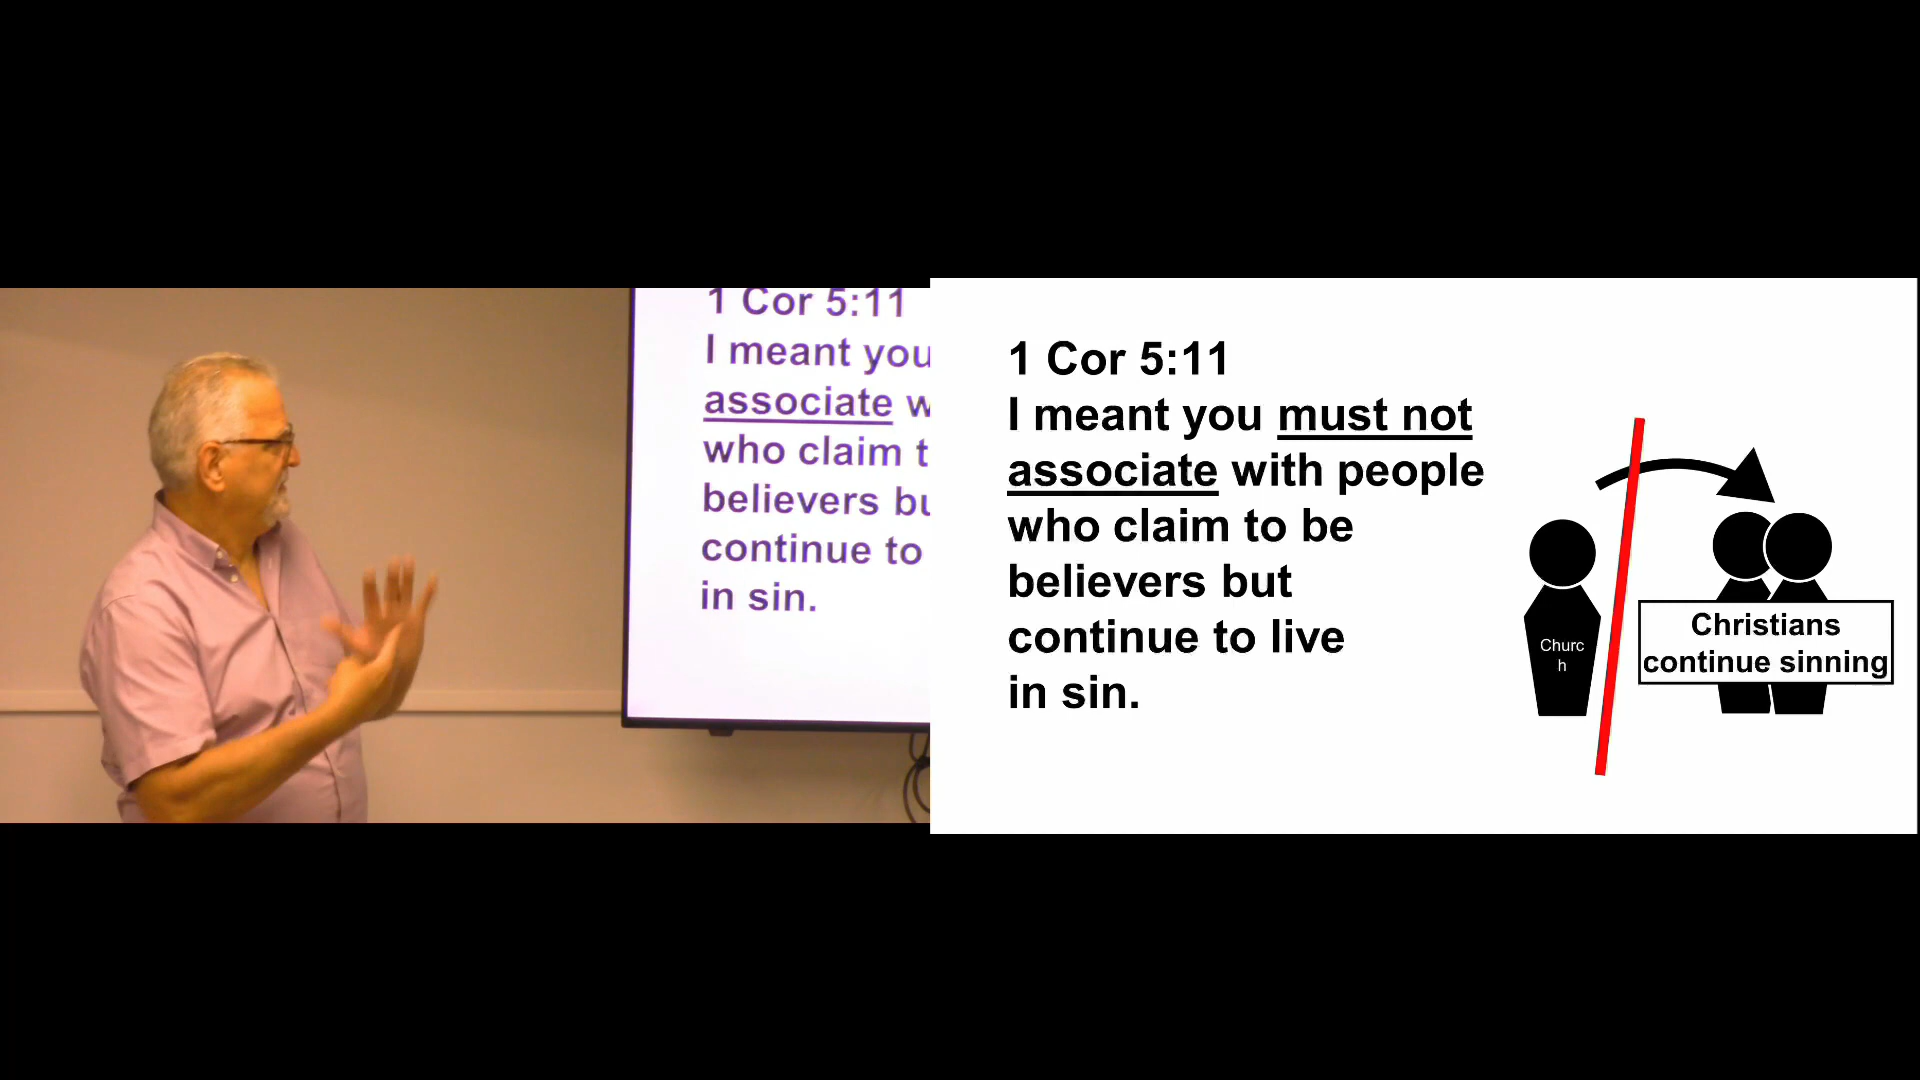 1 Cor 5:11
I meant you
associate w
who claim t
believers bu
continue to
in sin.
1 Cor 5:11
I meant you must not
associate with people
who claim to be
believers but
continue to live
in sin.
Churc
h
Christians
continue sinning